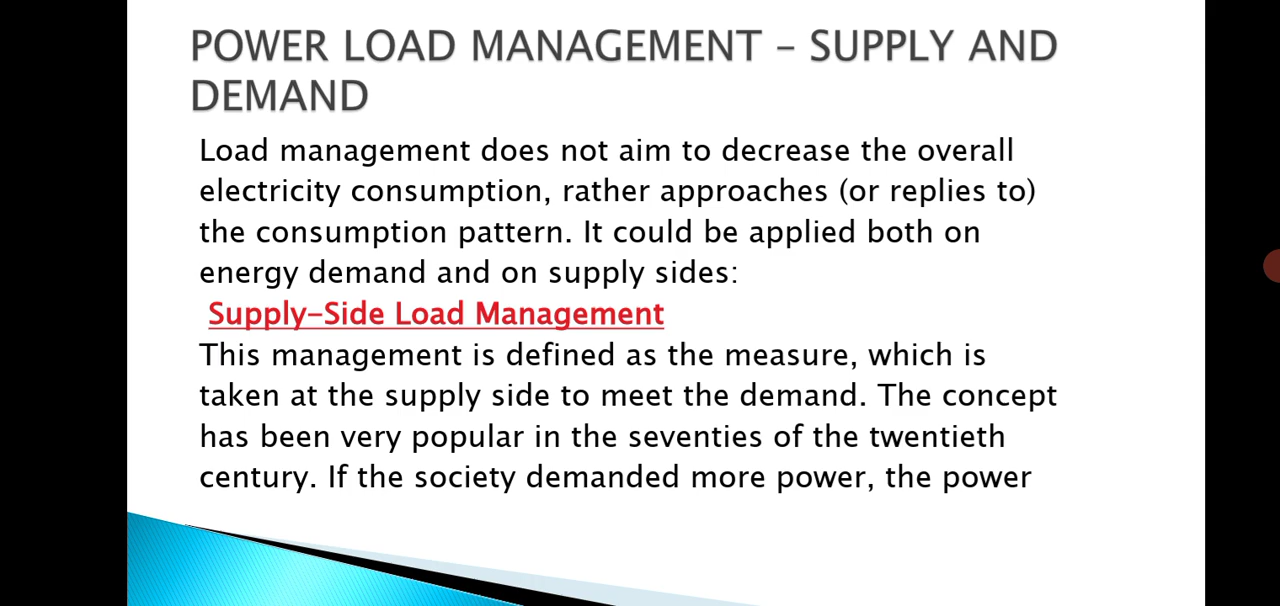 POWER LOAD MANAGEMENT – SUPPLY AND
DEMAND
Load management does not aim to decrease the overall
electricity consumption, rather approaches (or replies to)
the consumption pattern. It could be applied both on
energy demand and on supply sides:
Supply-Side Load Management
This management is defined as the measure, which is
taken at the supply side to meet the demand. The concept
has been very popular in the seventies of the twentieth
century. If the society demanded more power, the power